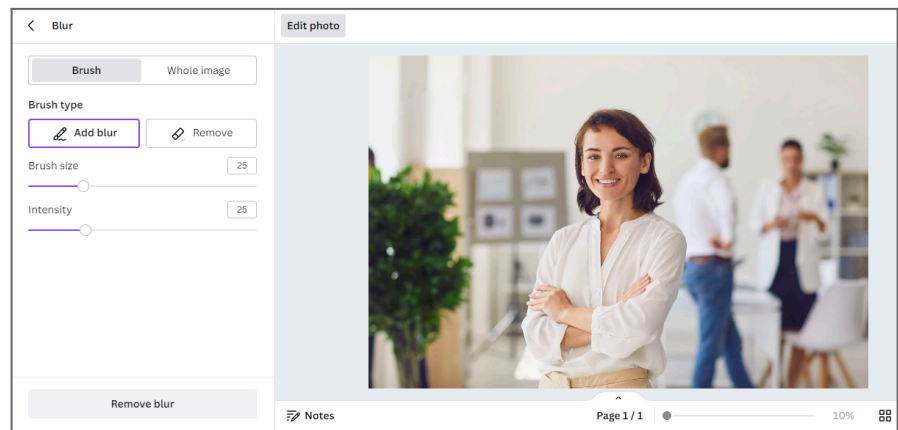 Blur
Edit photo
Brush
Whole image
Brush type
Add blur
Remove
Brush size
25
Intensity
25
Remove blur
Notes
Page 1 / 1
10%